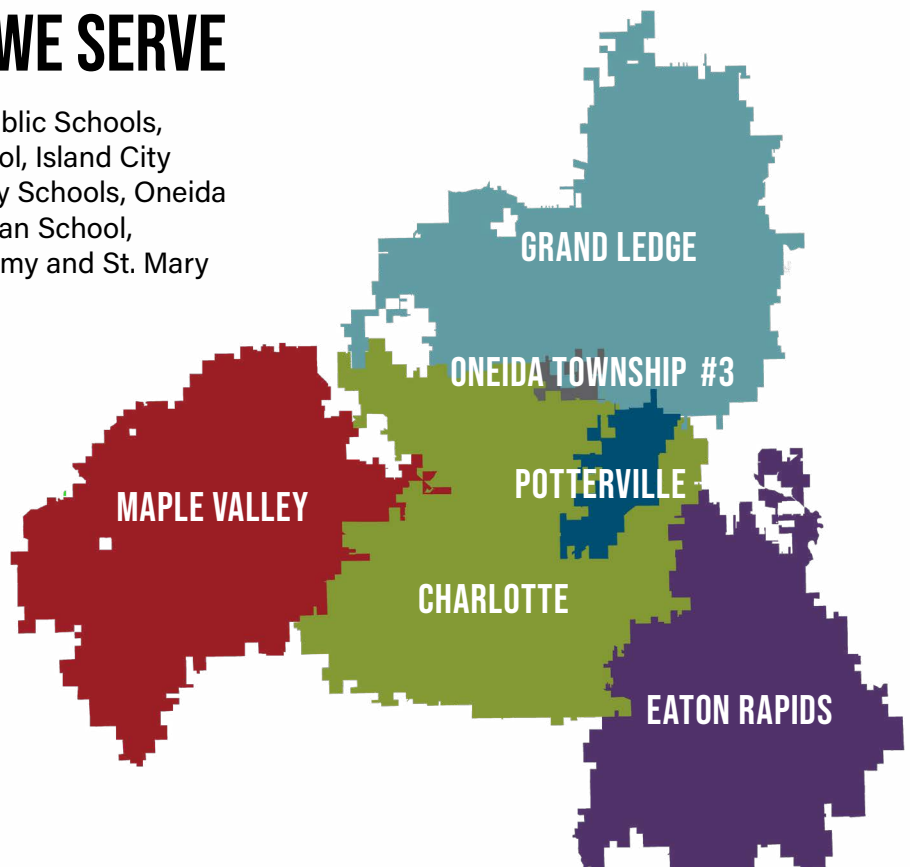 WE SERVE
blic Schools,
ol, Island City
y Schools, Oneida
an School,
my and St. Mary
GRAND LEDGE
ONEIDA TOWNSHIP #3
POTTERVILLE
MAPLE VALLEY
CHARLOTTE
EATON RAPIDS